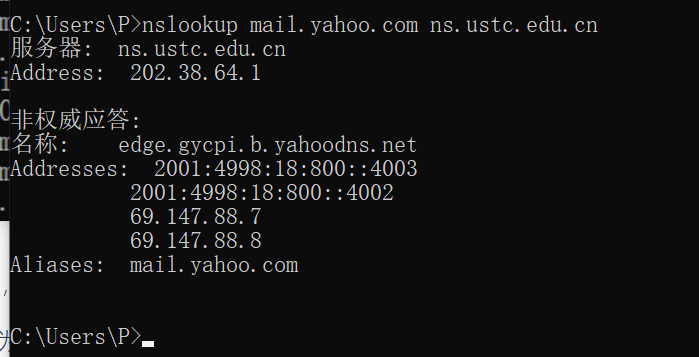 C:\Users\P>nslookup mail.yahoo.com ns.ustc.edu.cn
服务器:  ns.ustc.edu.cn
Address:  202.38.64.1

非权威应答:
名称:    edge.gycpi.b.yahoodns.net
Addresses:  2001:4998:18:800::4003
          2001:4998:18:800::4002
          69.147.88.7
          69.147.88.8
Aliases:  mail.yahoo.com

C:\Users\P>